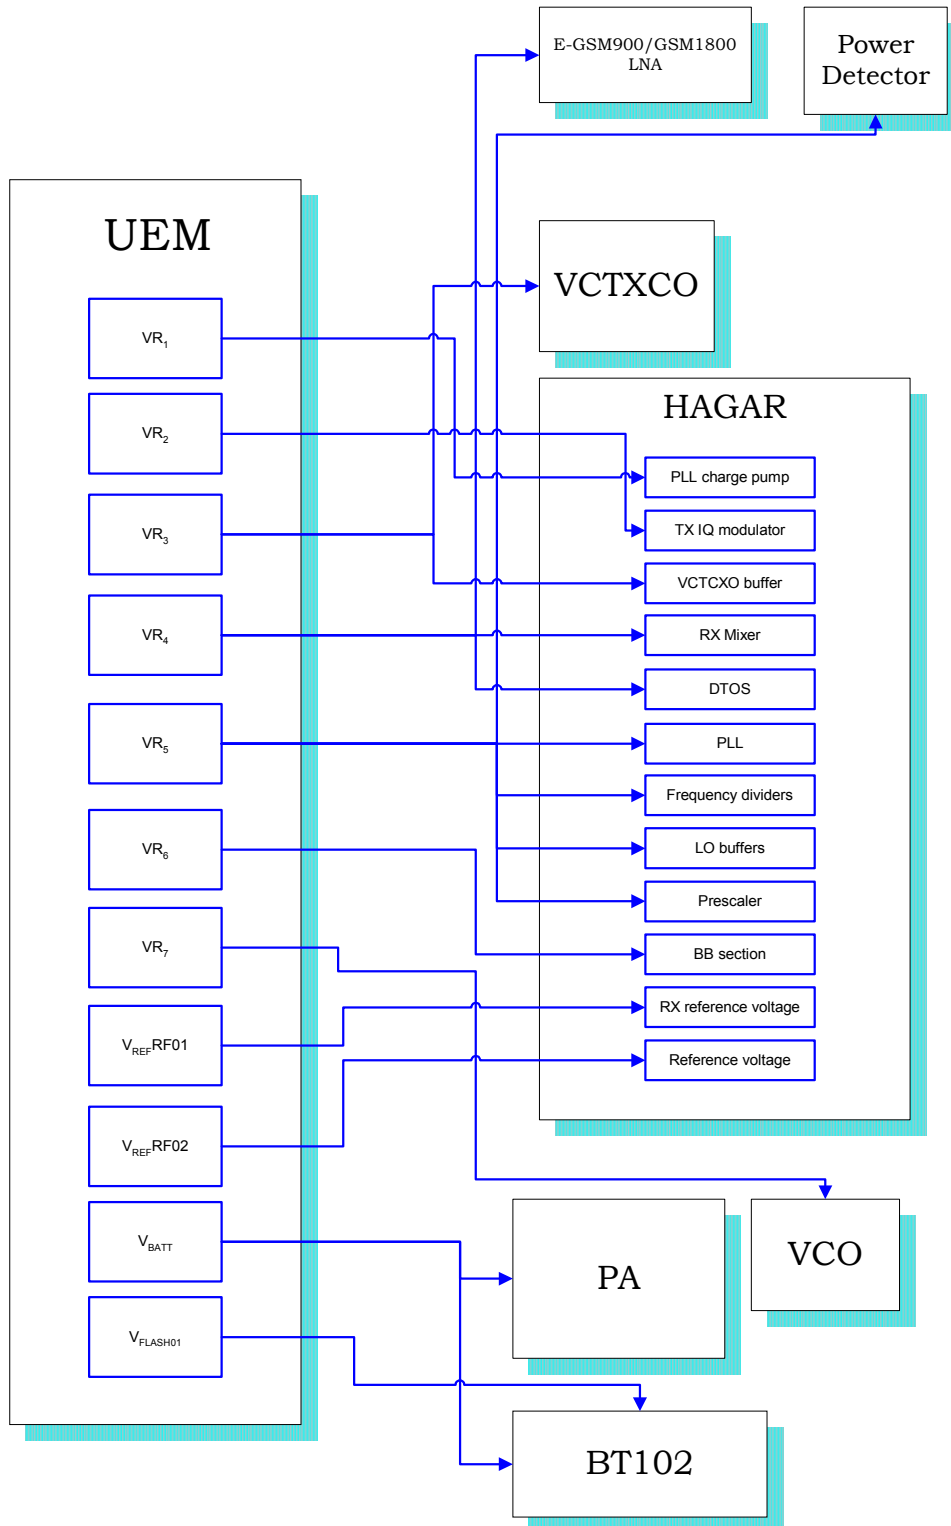 E-GSM900/GSM1800
LNA
Power
Detector
UEM
VR1
VR2
VR3
VR4
VR5
VR6
VR7
VREFRF01
VREFRF02
VBATT
VFLASH01
VCTXCO
HAGAR
PLL charge pump
TX IQ modulator
VCTCXO buffer
RX Mixer
DTOS
PLL
Frequency dividers
LO buffers
Prescaler
BB section
RX reference voltage
Reference voltage
PA
VCO
BT102